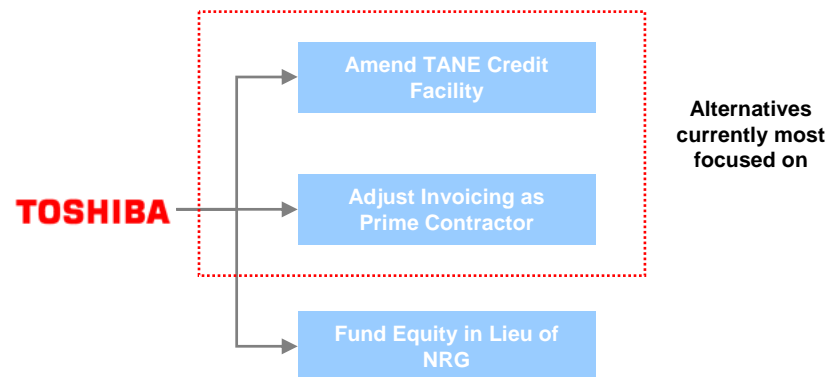 Amend TANE Credit
Facility
Alternatives
currently most
focused on
TOSHIBA
Adjust Invoicing as
Prime Contractor
Fund Equity in Lieu of
NRG